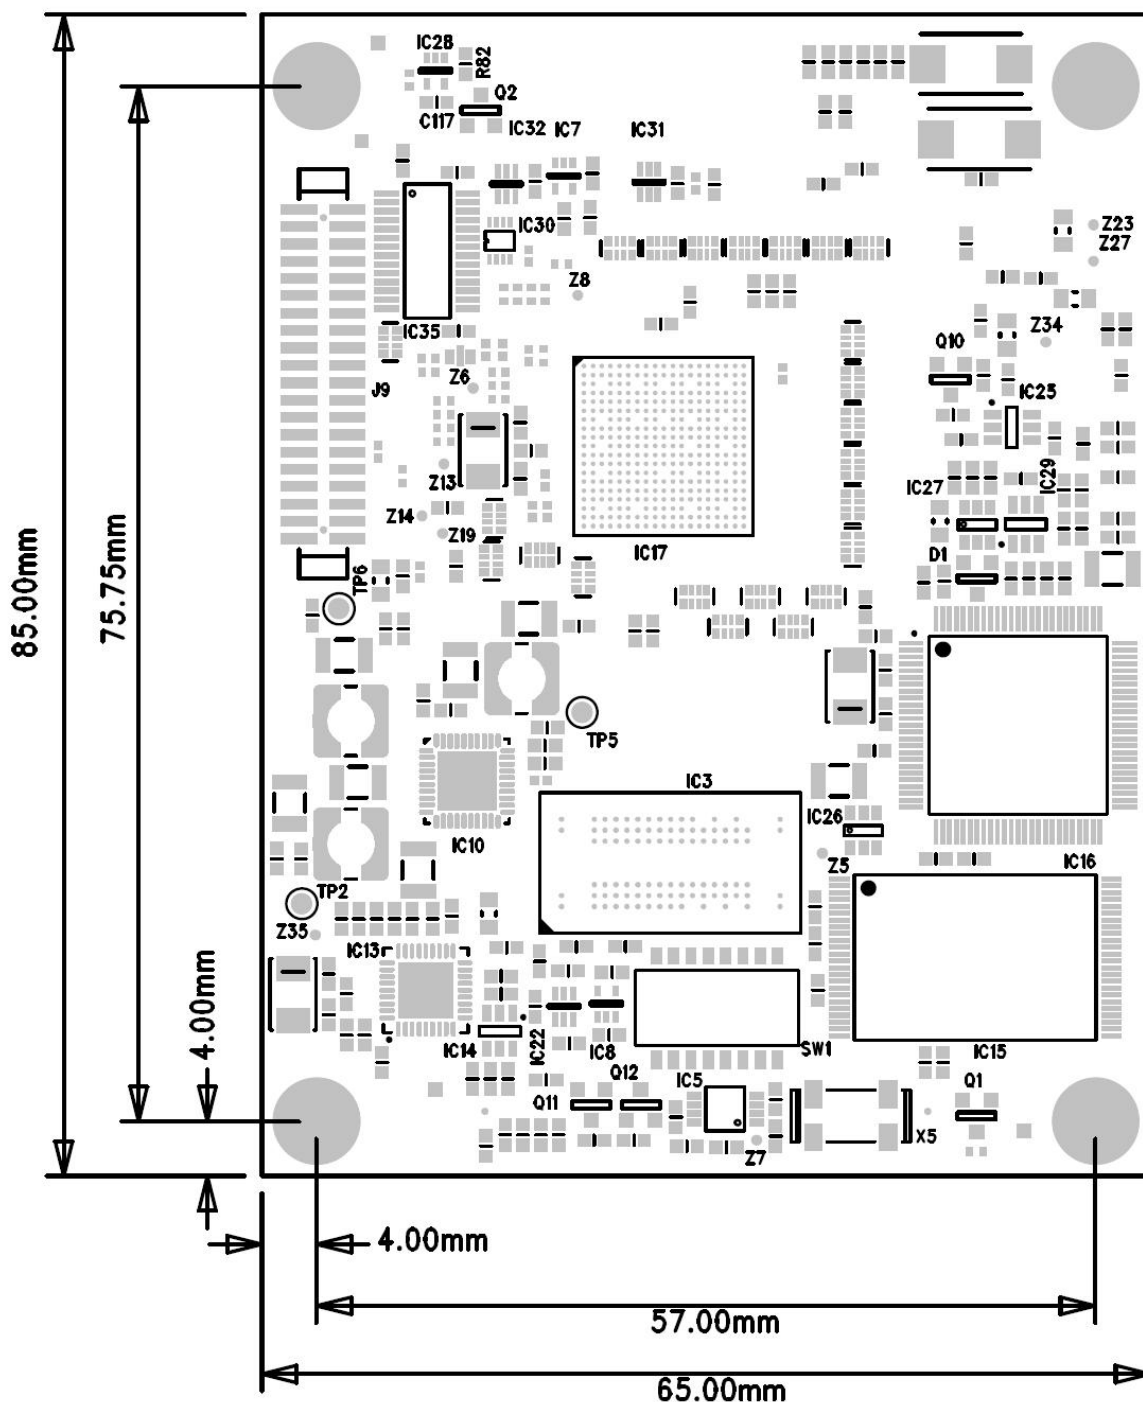 IC28
R82
Q2
C117
IC32
IC7
IC31
IC30
Z23
Z27
Z8
IC35
Z34
Q10
Z6
J9
IC25
Z13
IC27
IC29
Z14
Z19
IC17
D1
TP6
85.00mm
75.75mm
TP5
IC3
IC26
IC10
Z5
IC16
TP2
Z35
IC13
4.00mm
IC14
IC22
IC8
SW1
IC15
Q12
IC5
Q1
Q11
X5
Z7
4.00mm
57.00mm
65.00mm